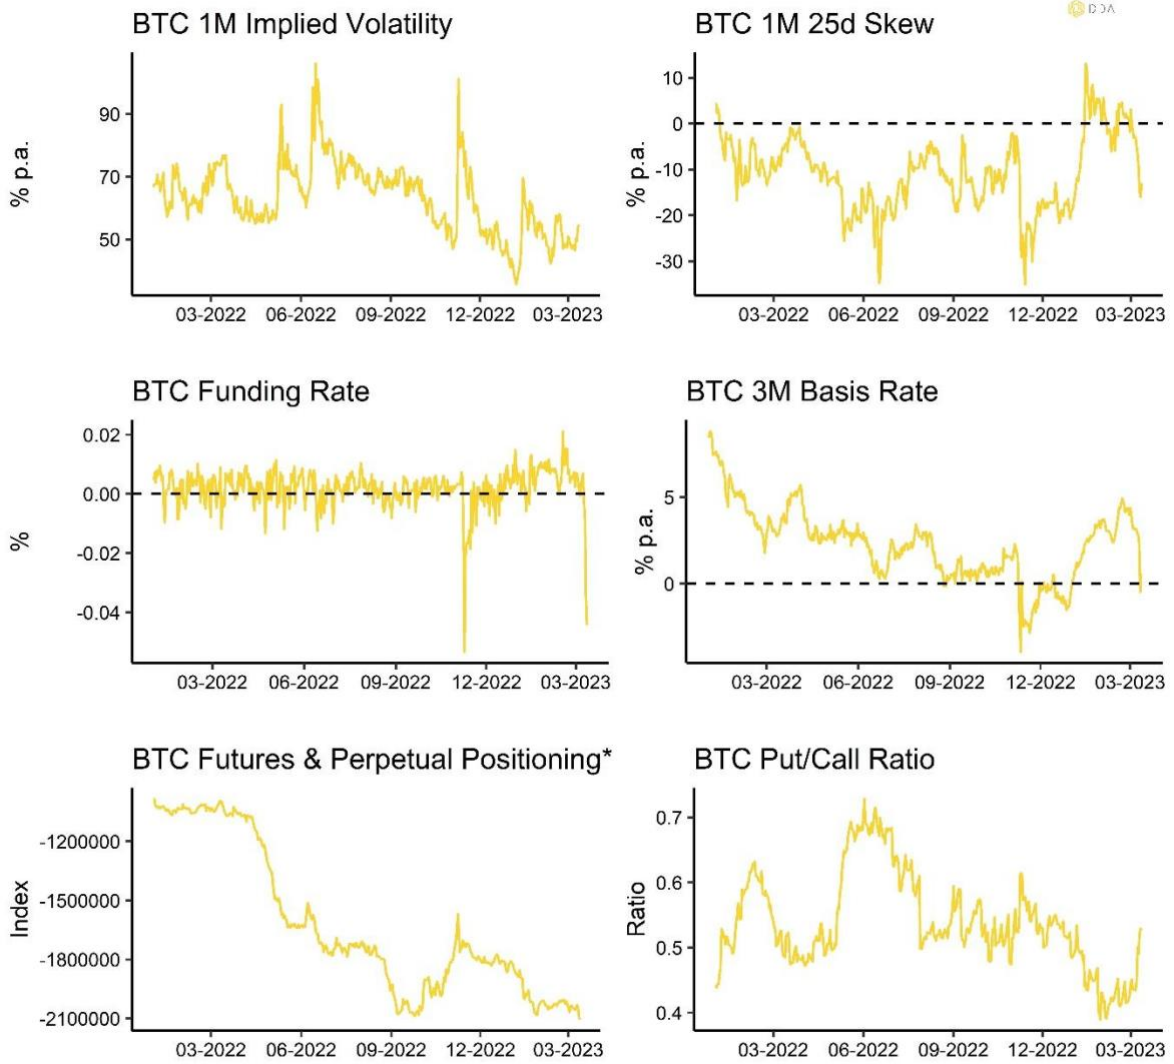 DDA
BTC 1M Implied Volatility
% p.a.
90
70
50
03-2022 06-2022 09-2022 12-2022 03-2023
BTC 1M 25d Skew
% p.a.
10
0
-10
-20
-30
03-2022 06-2022 09-2022 12-2022 03-2023
BTC Funding Rate
%
0.02
0.00
-0.02
-0.04
03-2022 06-2022 09-2022 12-2022 03-2023
BTC 3M Basis Rate
% p.a.
5
0
03-2022 06-2022 09-2022 12-2022 03-2023
BTC Futures & Perpetual Positioning*
Index
-1200000
-1500000
-1800000
-2100000
03-2022 06-2022 09-2022 12-2022 03-2023
BTC Put/Call Ratio
Ratio
0.7
0.6
0.5
0.4
03-2022 06-2022 09-2022 12-2022 03-2023